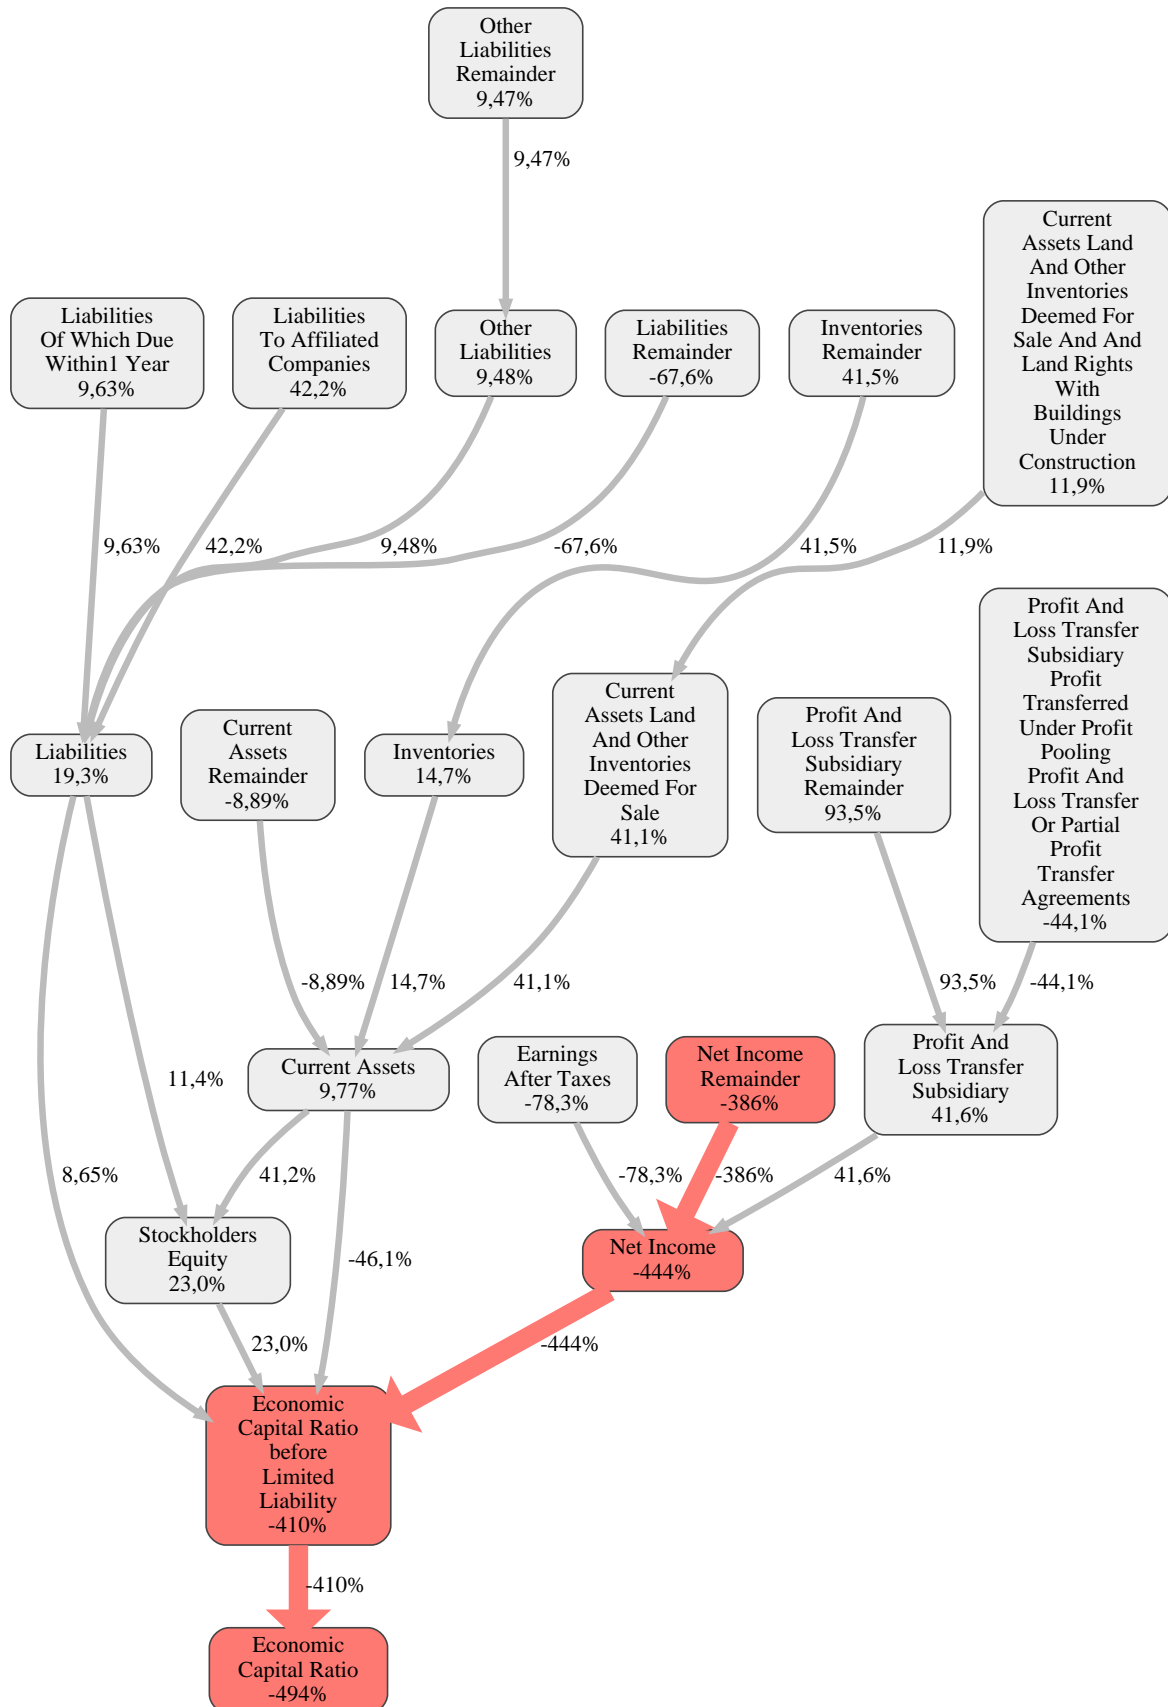 Other
Liabilities
Remainder
9,47%
9,47%
Current
Assets Land
And Other
Inventories
Deemed For
Sale And And
Land Rights
With
Buildings
Under
Construction
11,9%
Liabilities
Of Which Due
Within1 Year
9,63%
Liabilities
To Affiliated
Companies
42,2%
Other
Liabilities
9,48%
Liabilities
Remainder
-67,6%
Inventories
Remainder
41,5%
9,63%
42,2%
9,48%
-67,6%
41,5%
11,9%
Profit And
Loss Transfer
Subsidiary
Profit
Transferred
Under Profit
Pooling
Profit And
Loss Transfer
Or Partial
Profit
Transfer
Agreements
-44,1%
Liabilities
19,3%
Current
Assets
Remainder
-8,89%
Inventories
14,7%
Current
Assets Land
And Other
Inventories
Deemed For
Sale
41,1%
Profit And
Loss Transfer
Subsidiary
Remainder
93,5%
-8,89%
14,7%
41,1%
93,5%
-44,1%
Current Assets
9,77%
Earnings
After Taxes
-78,3%
Net Income
Remainder
-386%
Profit And
Loss Transfer
Subsidiary
41,6%
11,4%
8,65%
41,2%
-78,3%
-386%
41,6%
Stockholders
Equity
23,0%
-46,1%
Net Income
-444%
23,0%
-444%
Economic
Capital Ratio
before
Limited
Liability
-410%
-410%
Economic
Capital Ratio
-494%